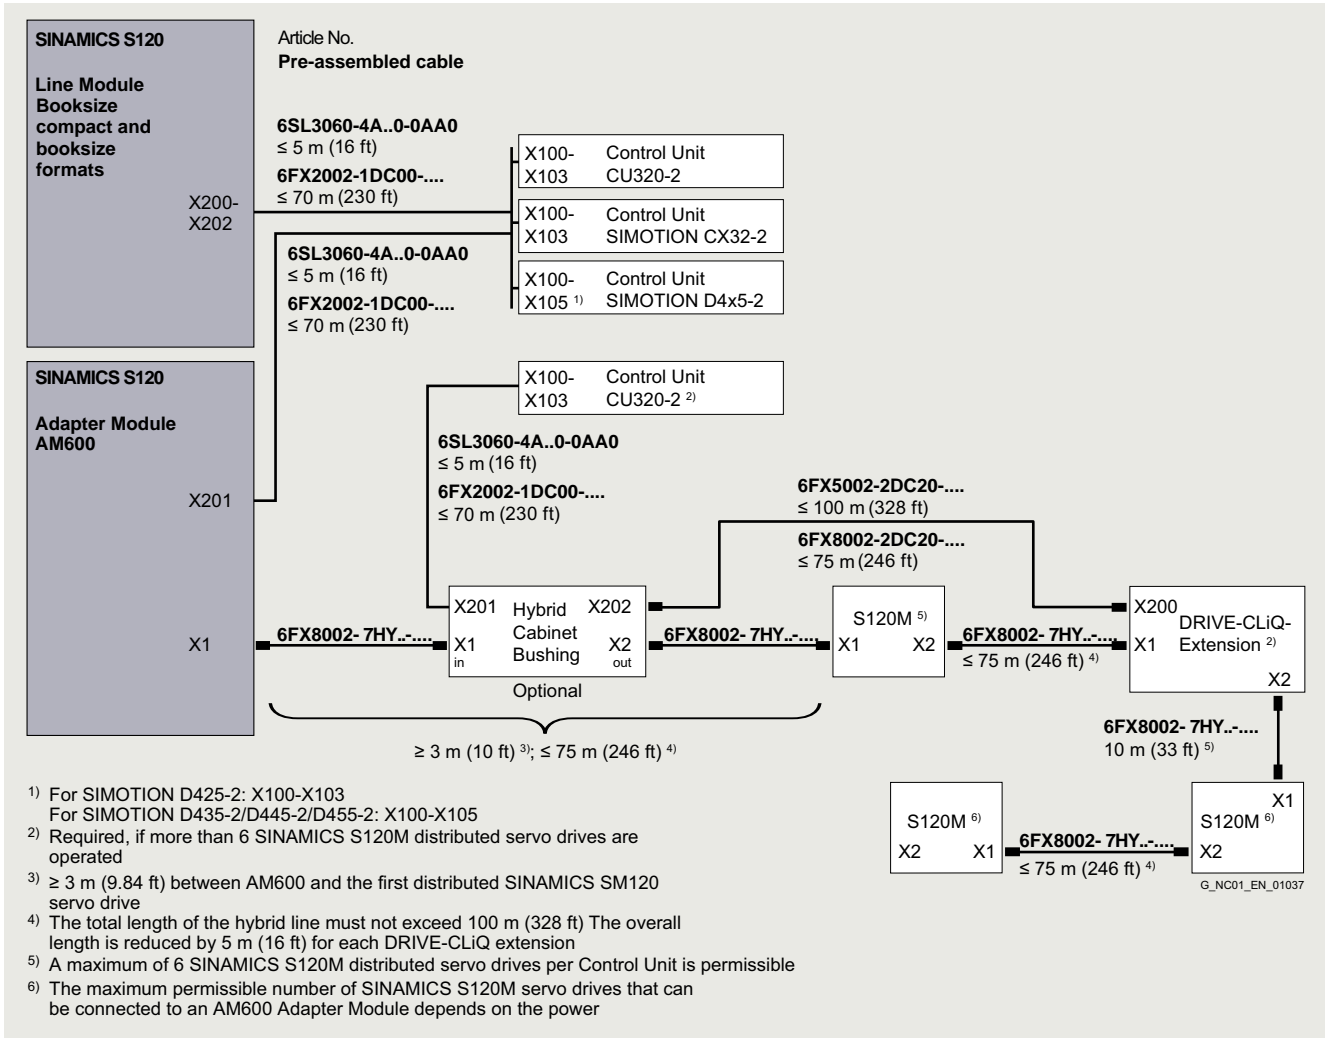 SINAMICS S120
Line Module
Booksize
compact and
booksize
formats
X200-
X202
Article No.
Pre-assembled cable
6SL3060-4A..0-0AA0
≤ 5 m (16 ft)
6FX2002-1DC00-....
≤ 70 m (230 ft)
6SL3060-4A..0-0AA0
≤ 5 m (16 ft)
6FX2002-1DC00-....
≤ 70 m (230 ft)
X100- Control Unit
X103 CU320-2
X100- Control Unit
X103 SIMOTION CX32-2
X100- Control Unit
X105 1) SIMOTION D4x5-2
SINAMICS S120
Adapter Module
AM600
X201
X1
X100- Control Unit
X103 CU320-2 2)
6SL3060-4A..0-0AA0
≤ 5 m (16 ft)
6FX2002-1DC00-....
≤ 70 m (230 ft)
6FX5002-2DC20-....
≤ 100 m (328 ft)
6FX8002-2DC20-....
≤ 75 m (246 ft)
6FX8002- 7HY..-....
X201 Hybrid X202
Cabinet
X1 Bushing X2
in out
Optional
6FX8002- 7HY..-....
S120M 5)
X1 X2
6FX8002- 7HY..-....
≤ 75 m (246 ft) 4)
X200
DRIVE-CLiQ-
X1 Extension 2)
X2
≥ 3 m (10 ft) 3); ≤ 75 m (246 ft) 4)
6FX8002- 7HY..-....
10 m (33 ft) 5)
X1
S120M 6)
X2
6FX8002- 7HY..-....
≤ 75 m (246 ft) 4)
S120M 6)
X2 X1
G_NC01_EN_01037
1) For SIMOTION D425-2: X100-X103
For SIMOTION D435-2/D445-2/D455-2: X100-X105
2) Required, if more than 6 SINAMICS S120M distributed servo drives are
operated
3) ≥ 3 m (9.84 ft) between AM600 and the first distributed SINAMICS SM120
servo drive
4) The total length of the hybrid line must not exceed 100 m (328 ft) The overall
length is reduced by 5 m (16 ft) for each DRIVE-CLiQ extension
5) A maximum of 6 SINAMICS S120M distributed servo drives per Control Unit is permissible
6) The maximum permissible number of SINAMICS S120M servo drives that can
be connected to an AM600 Adapter Module depends on the power